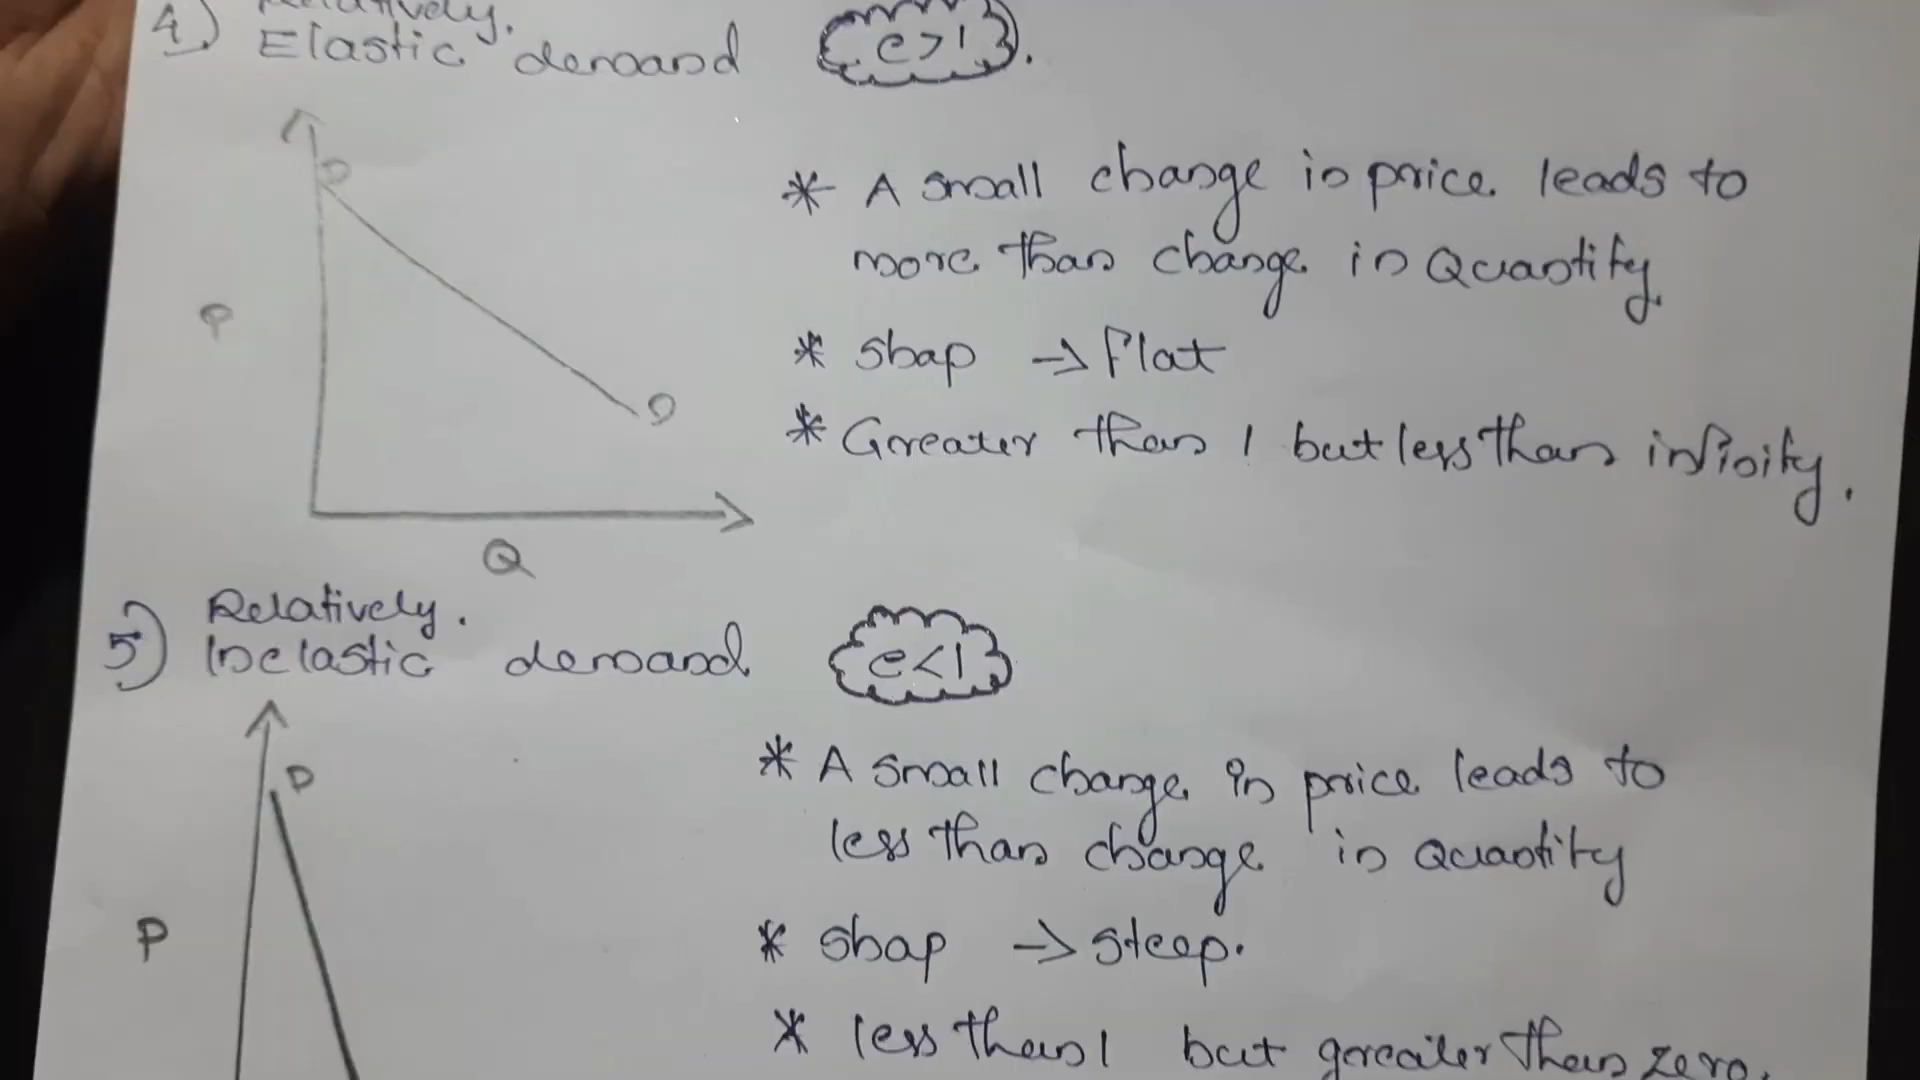 4) Relatively.
Elastic demand e>1.
D
* A small change in price leads to
more than change in Quantity.
P
* shap → flat
D
* Greater than 1 but less than infinity.
Q
5) Relatively.
Inelastic demand e<1
D
* A small change in price leads to
less than change in Quantity
P
* shap → steep.
* less than 1 but greater than zero.